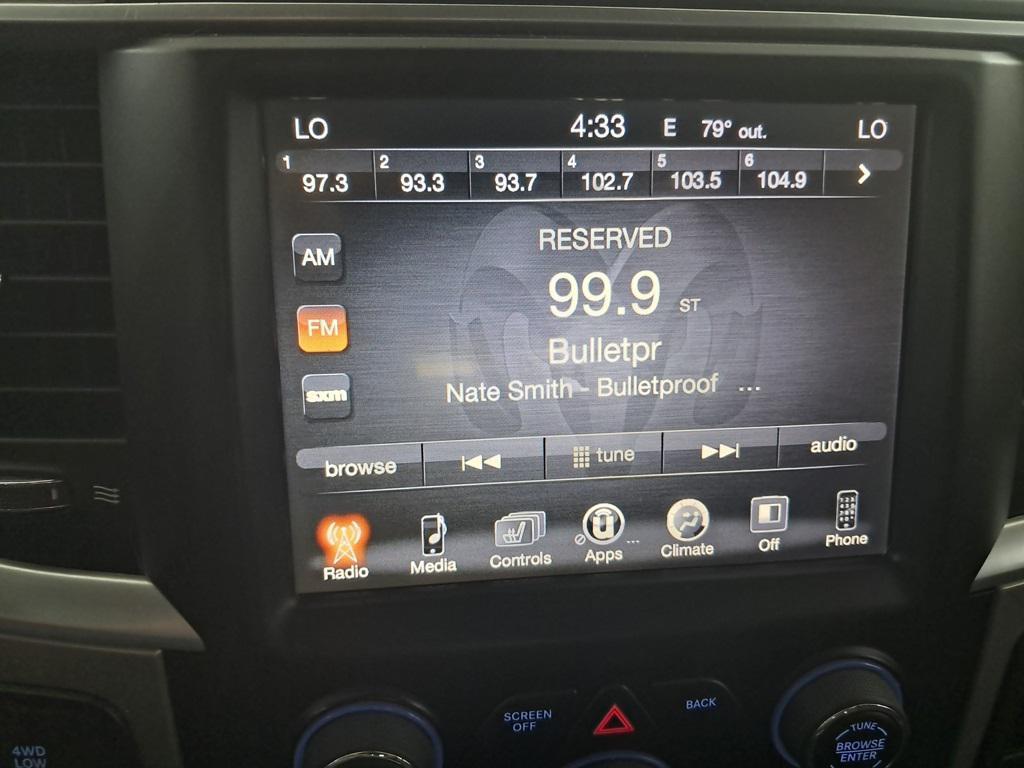 LO 4:33 E 79° out. LO
1 2 3 4 5 6
97.3 93.3 93.7 102.7 103.5 104.9
AM
RESERVED
FM
99.9 ST
Bulletpr
sxm
Nate Smith - Bulletproof ...
browse tune audio
Radio Media Controls Apps ... Climate Off Phone
SCREEN
OFF
BACK
TUNE
BROWSE
ENTER
4WD
LOW